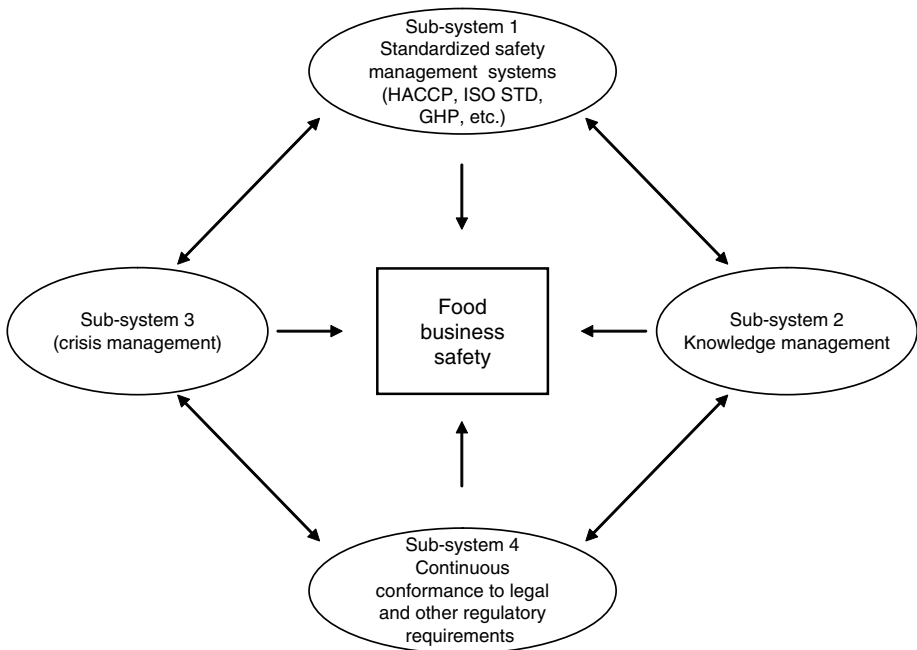 Sub-system 1
Standardized safety
management systems
(HACCP, ISO STD,
GHP, etc.)
Sub-system 3
(crisis management)
Food
business
safety
Sub-system 2
Knowledge management
Sub-system 4
Continuous
conformance to legal
and other regulatory
requirements